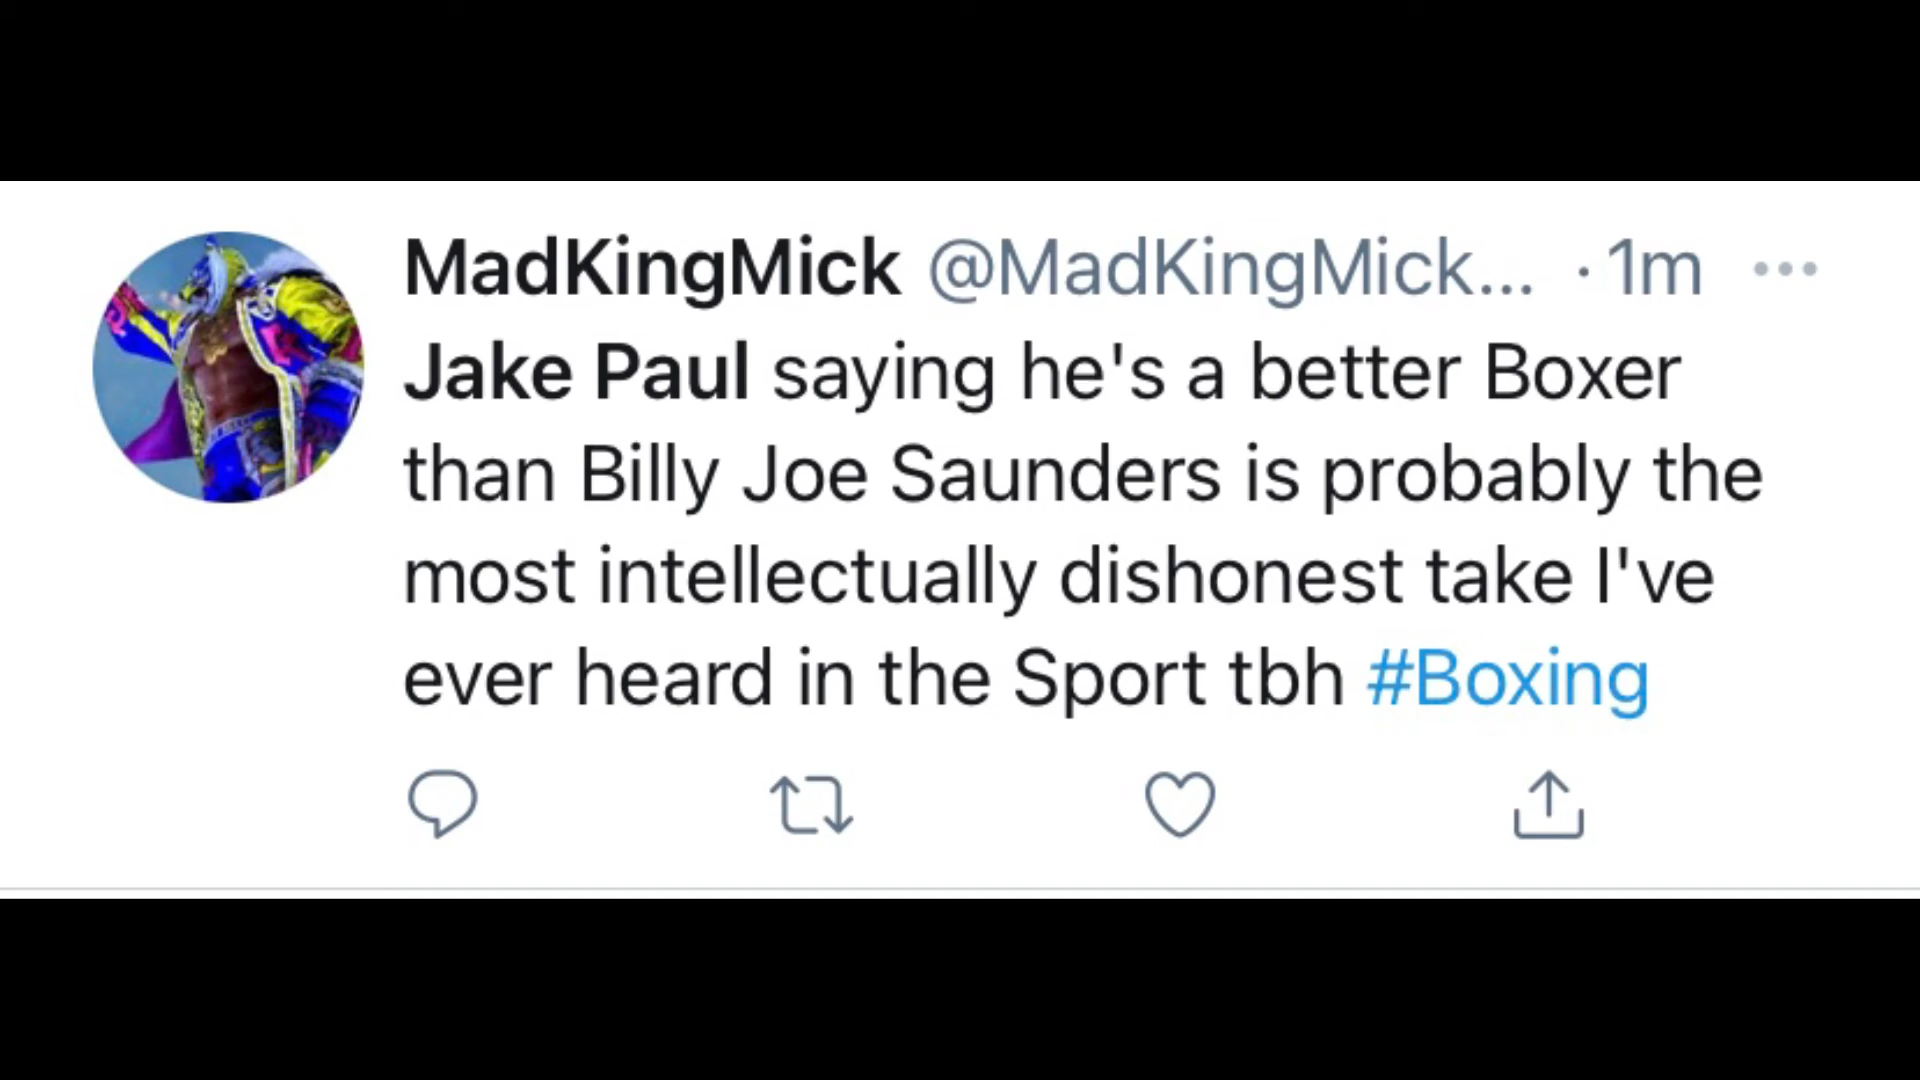 MadKingMick @MadKingMick... · 1m
Jake Paul saying he's a better Boxer
than Billy Joe Saunders is probably the
most intellectually dishonest take I've
ever heard in the Sport tbh #Boxing